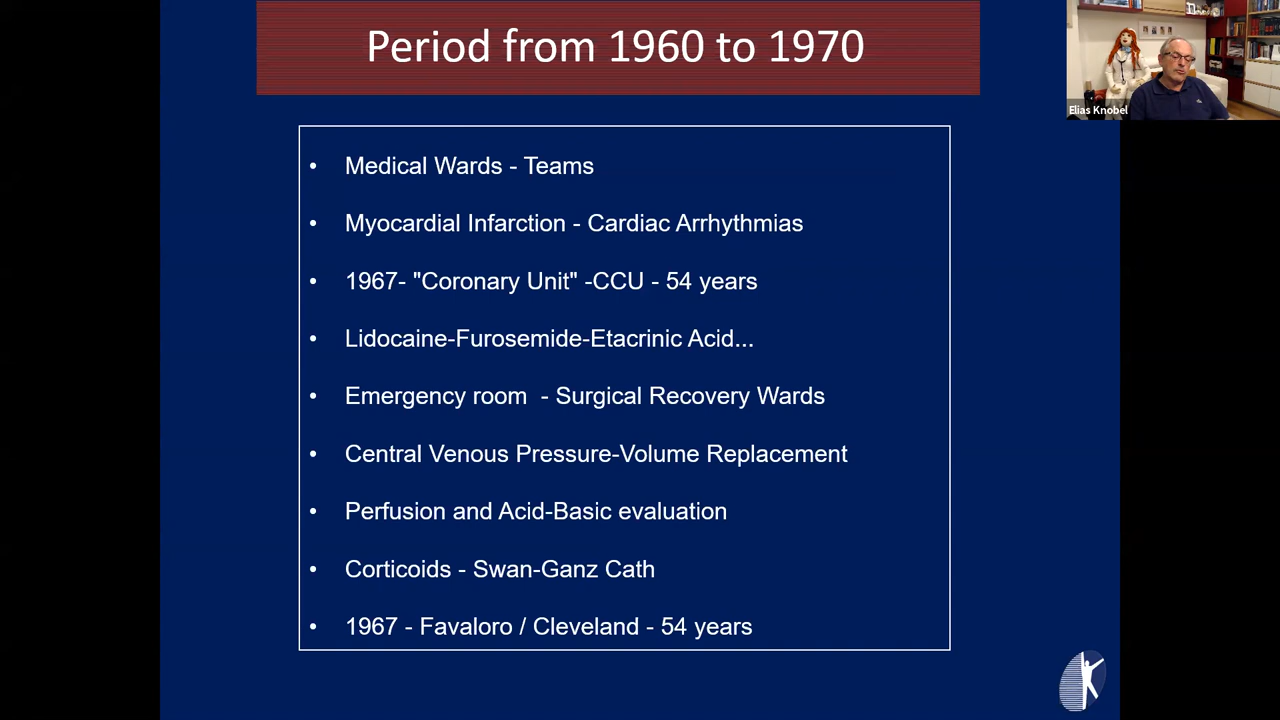 Period from 1960 to 1970
Elias Knobel
• Medical Wards - Teams
• Myocardial Infarction - Cardiac Arrhythmias
• 1967- "Coronary Unit" -CCU - 54 years
• Lidocaine-Furosemide-Etacrinic Acid...
• Emergency room  - Surgical Recovery Wards
• Central Venous Pressure-Volume Replacement
• Perfusion and Acid-Basic evaluation
• Corticoids - Swan-Ganz Cath
• 1967 - Favaloro / Cleveland - 54 years